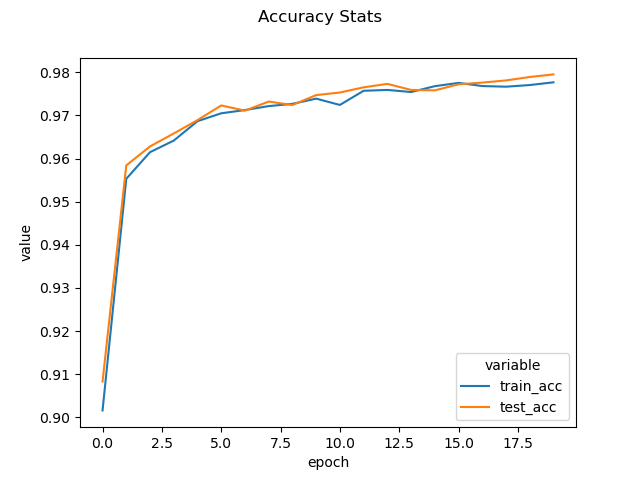 Accuracy Stats
0.98
0.97
0.96
0.95
0.94
0.93
0.92
0.91
0.90
value
0.0 2.5 5.0 7.5 10.0 12.5 15.0 17.5
epoch
variable
train_acc
test_acc